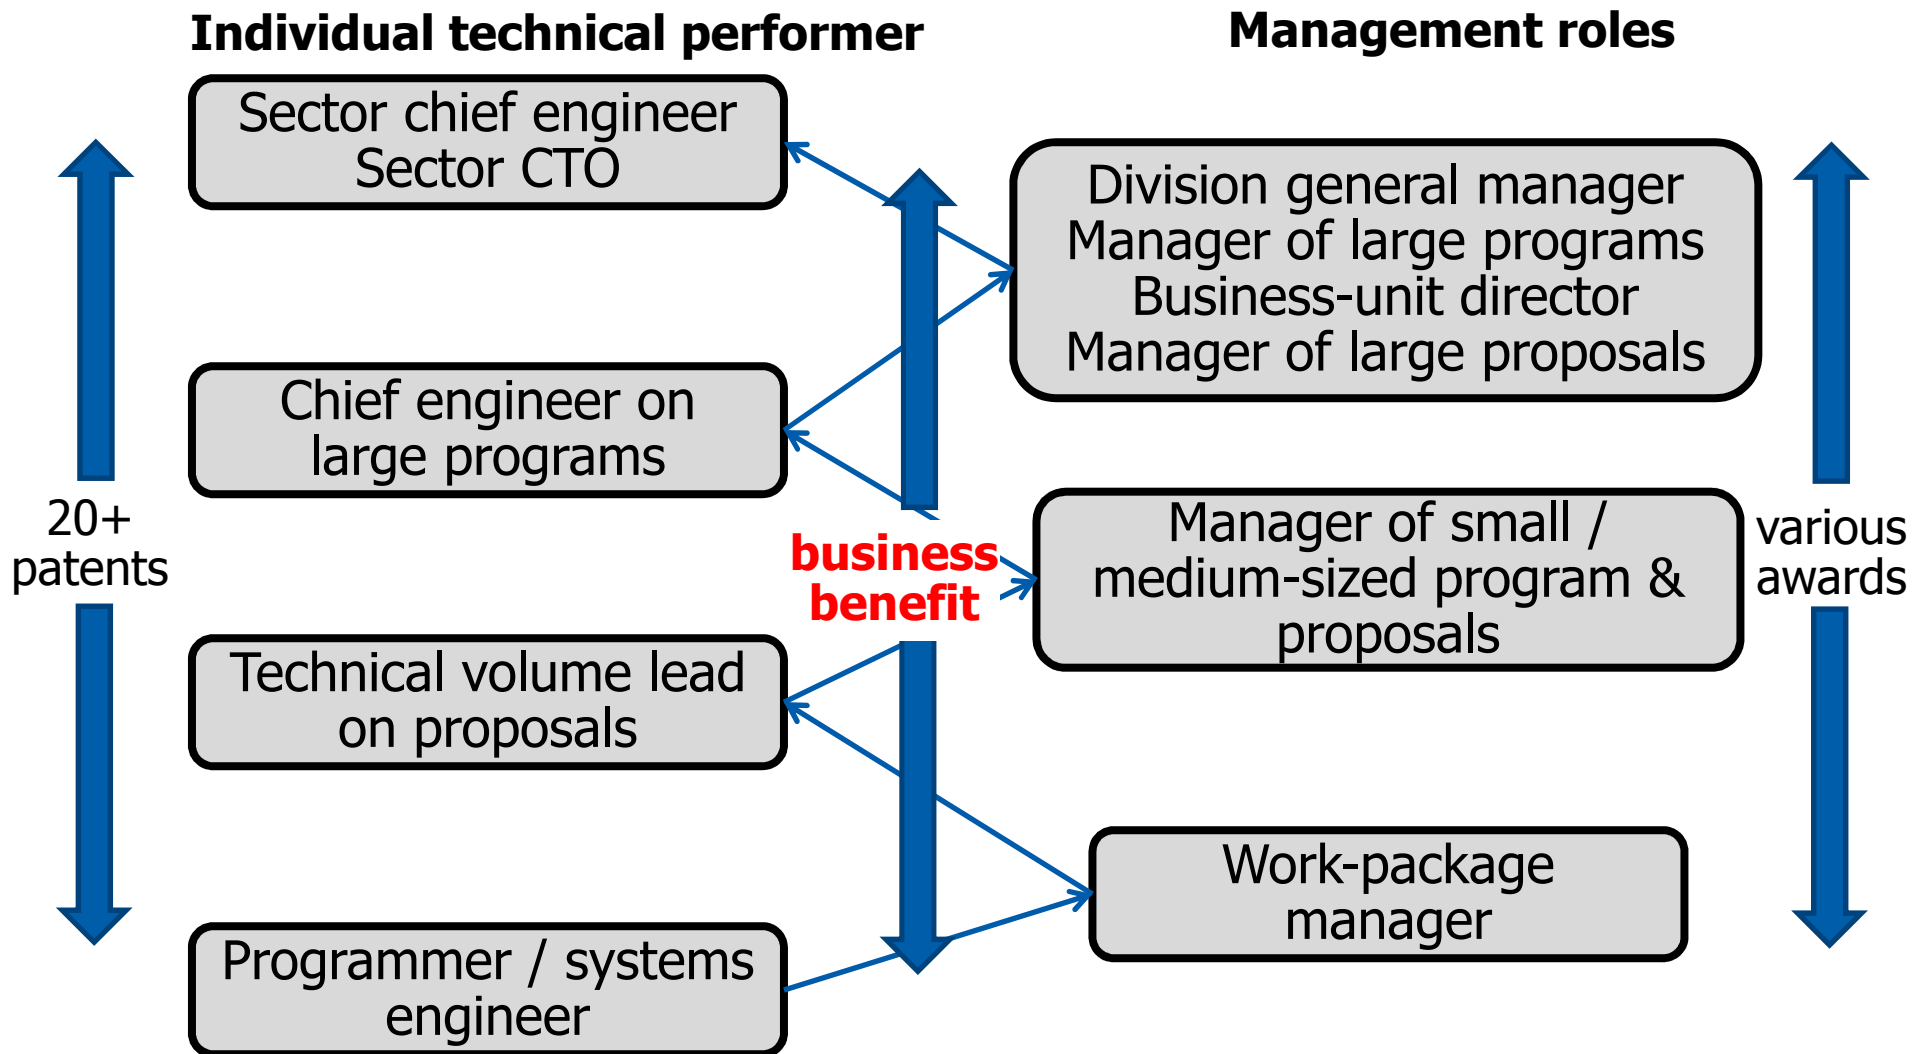 Individual technical performer
Management roles
Sector chief engineer
Sector CTO
Division general manager
Manager of large programs
Business-unit director
Manager of large proposals
Chief engineer on
large programs
20+
patents
business
benefit
Manager of small /
medium-sized program &
proposals
various
awards
Technical volume lead
on proposals
Work-package
manager
Programmer / systems
engineer